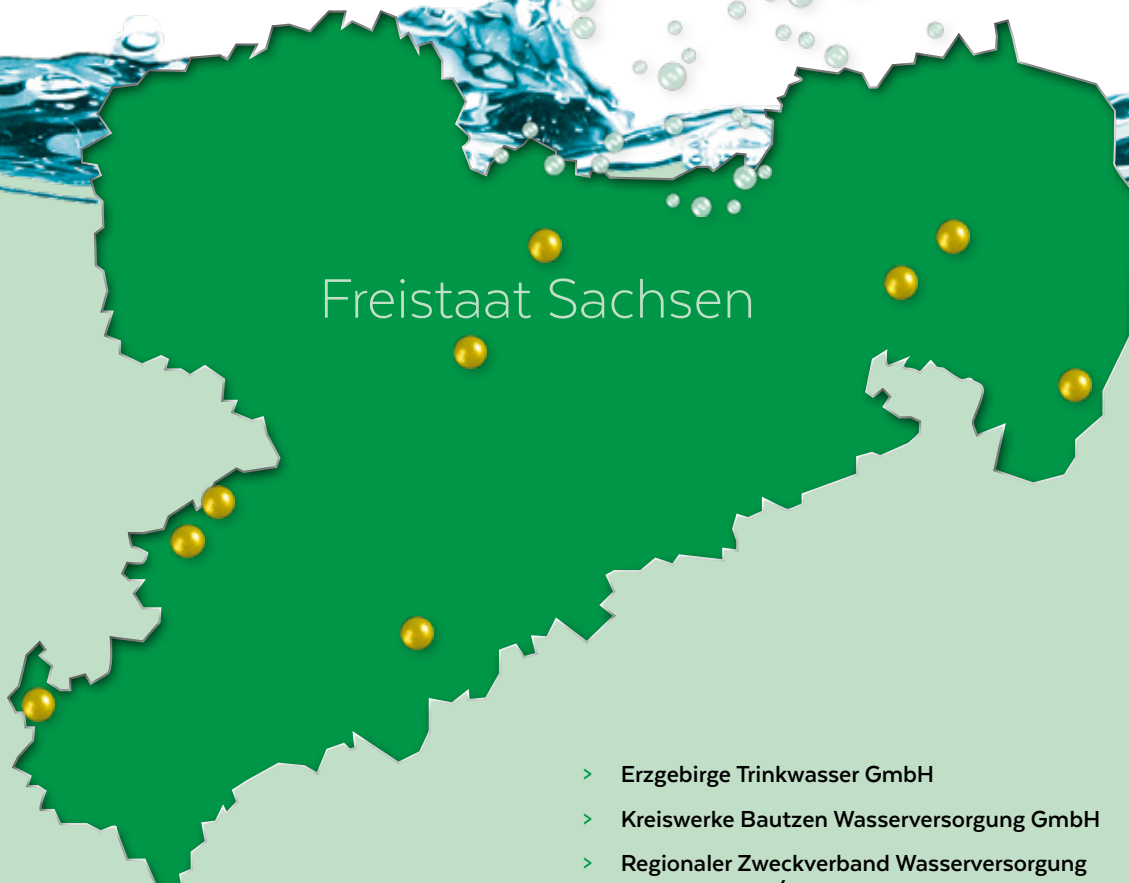 Freistaat Sachsen
> Erzgebirge Trinkwasser GmbH
> Kreiswerke Bautzen Wasserversorgung GmbH
> Regionaler Zweckverband Wasserversorgung